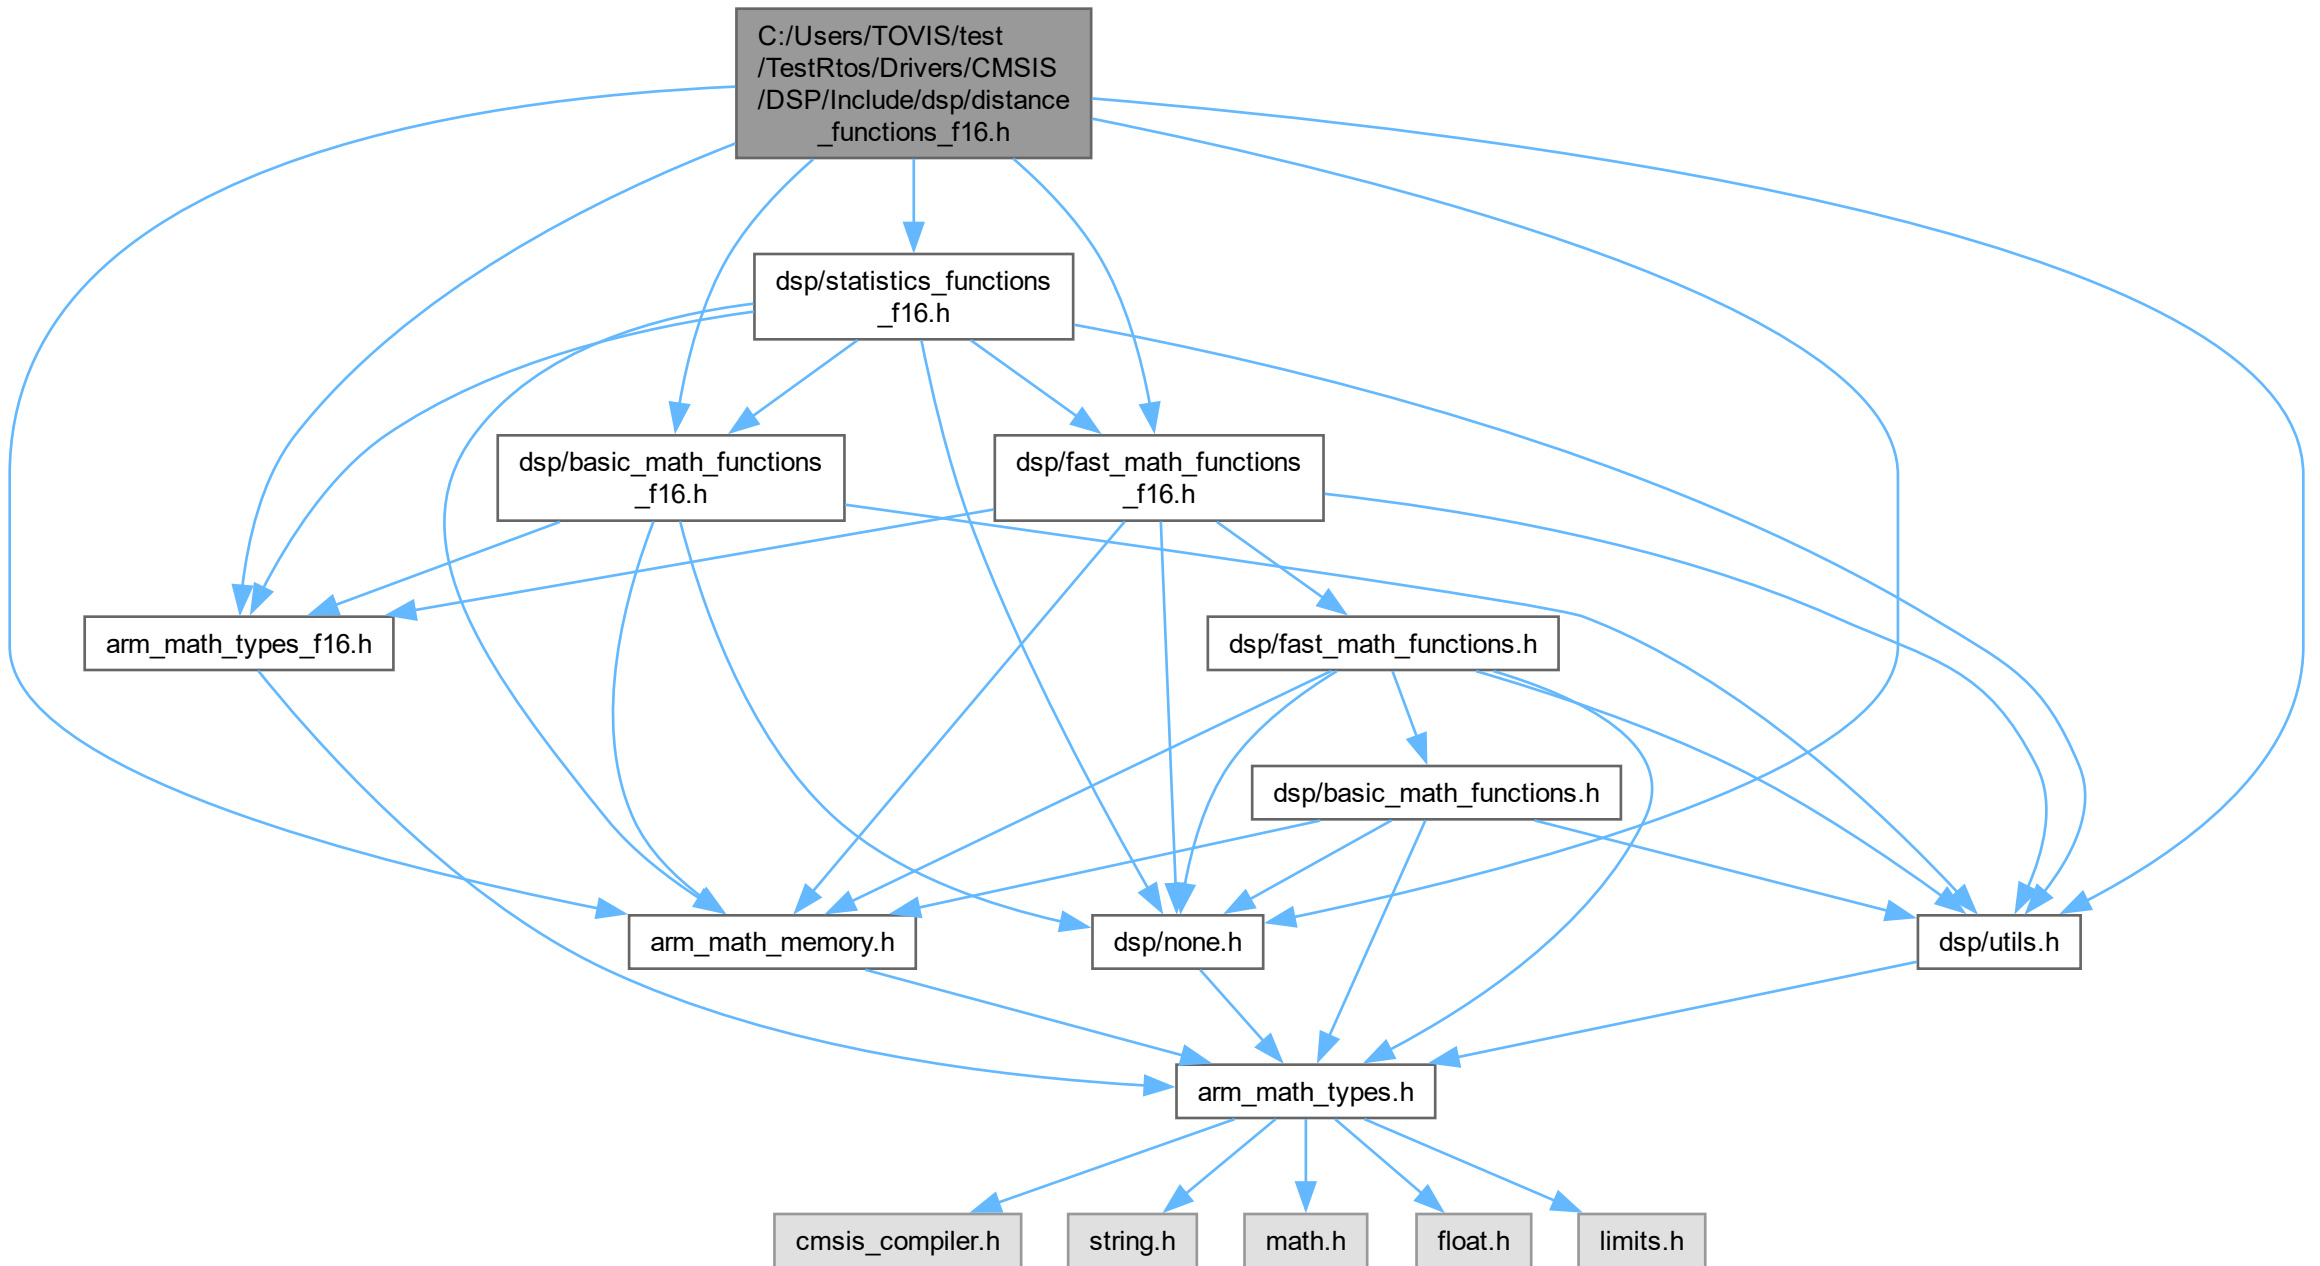 C:/Users/TOVIS/test
/TestRtos/Drivers/CMSIS
/DSP/Include/dsp/distance
_functions_f16.h
dsp/statistics_functions
_f16.h
dsp/basic_math_functions
_f16.h
dsp/fast_math_functions
_f16.h
arm_math_types_f16.h
dsp/fast_math_functions.h
dsp/basic_math_functions.h
arm_math_memory.h
dsp/none.h
dsp/utils.h
arm_math_types.h
cmsis_compiler.h
string.h
math.h
float.h
limits.h